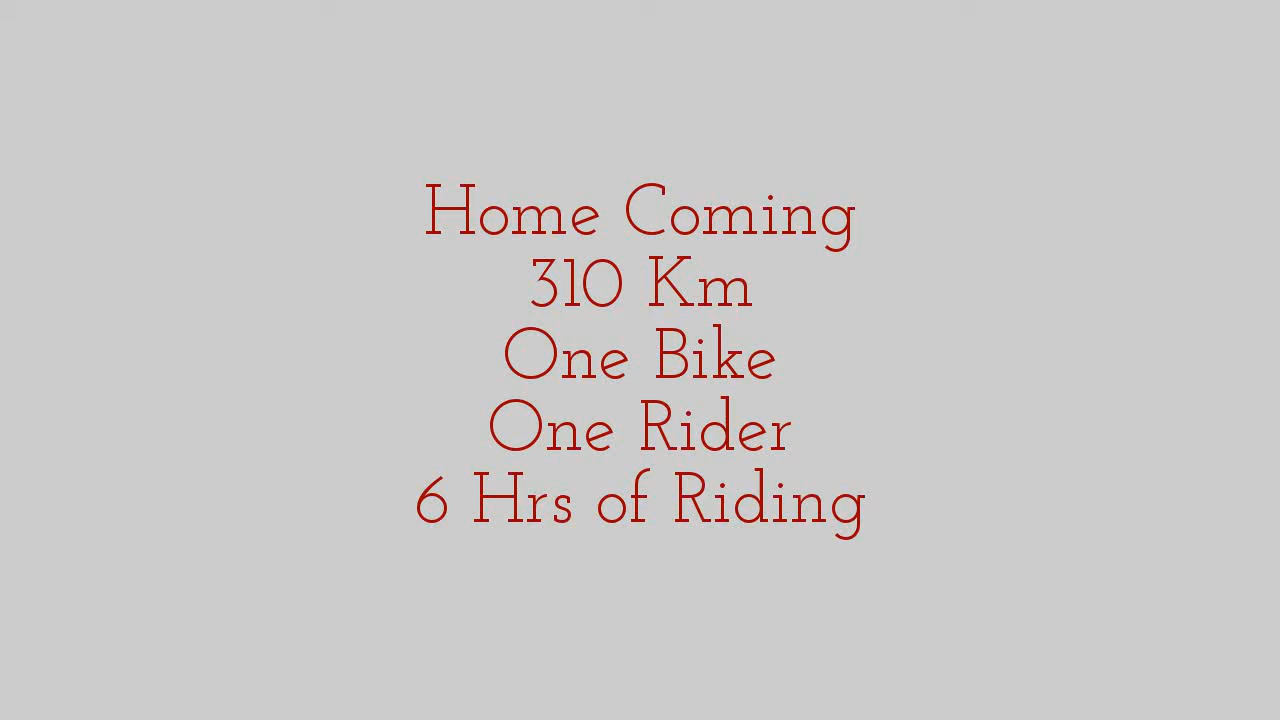 Home Coming
310 Km
One Bike
One Rider
6 Hrs of Riding